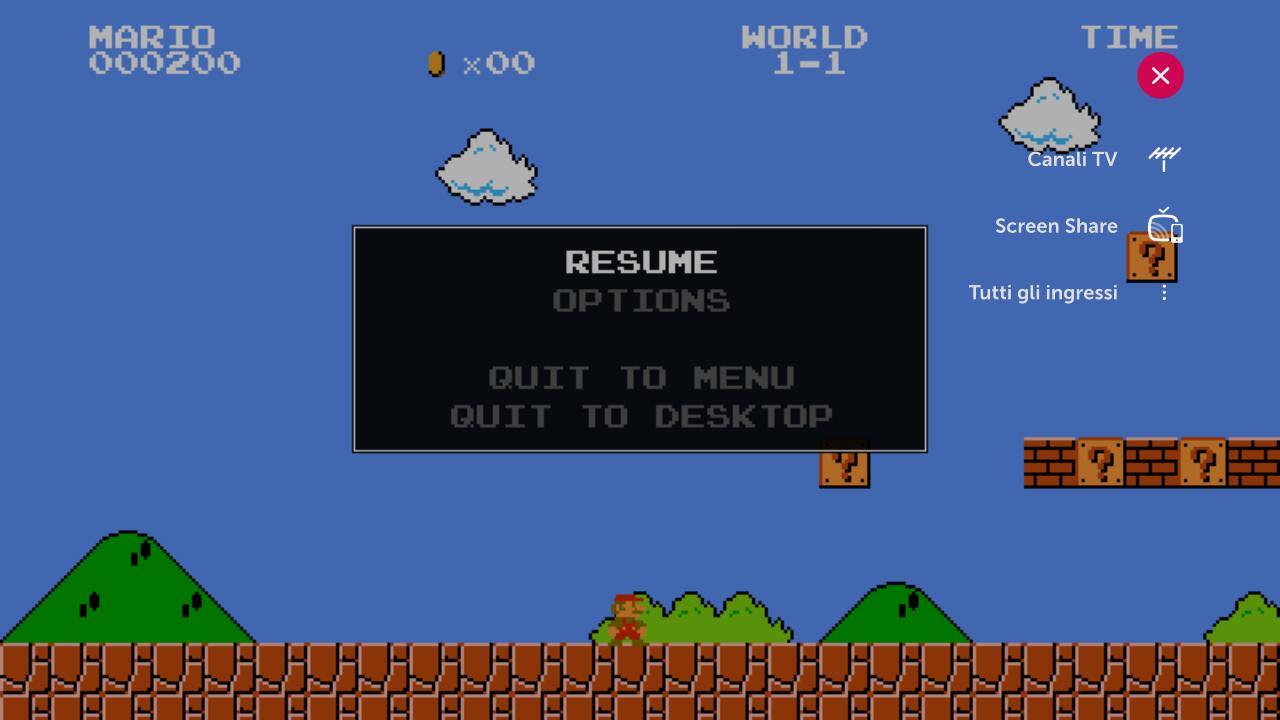 MARIO
000200
x00
WORLD
1-1
TIME
Canali TV
Screen Share
Tutti gli ingressi
RESUME
OPTIONS
QUIT TO MENU
QUIT TO DESKTOP